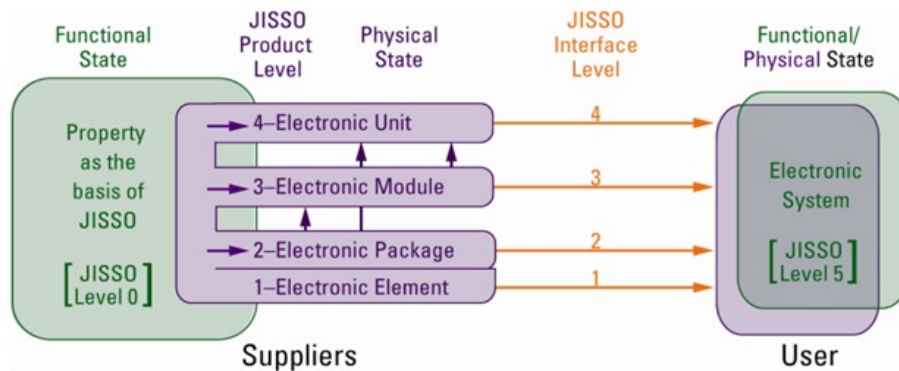 Functional
State
JISSO
Product
Level
Physical
State
JISSO
Interface
Level
Functional/
Physical State
Property
as the
basis of
JISSO
[JISSO
Level 0]
4–Electronic Unit
3–Electronic Module
2–Electronic Package
1–Electronic Element
4
3
2
1
Electronic
System
[JISSO
Level 5]
Suppliers
User